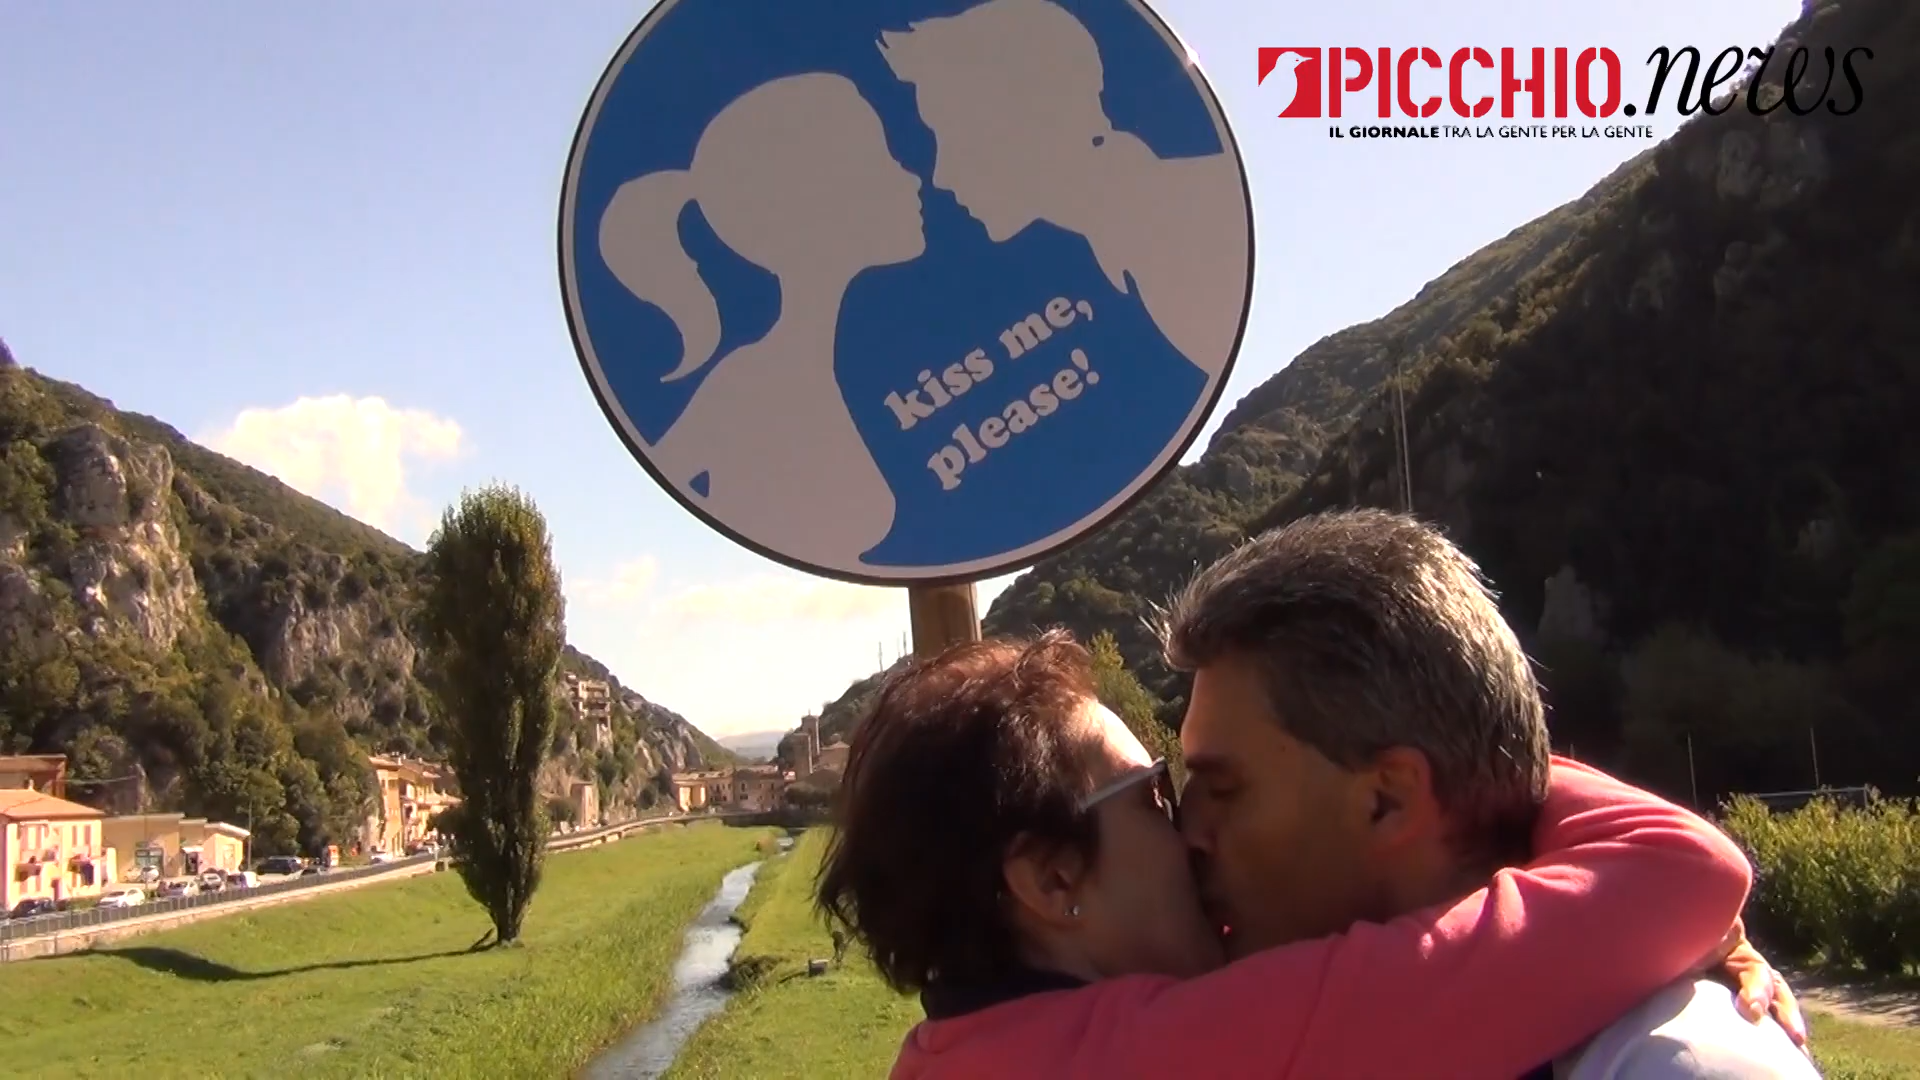 PICCHIO.news
IL GIORNALE TRA LA GENTE PER LA GENTE
kiss me,
please!